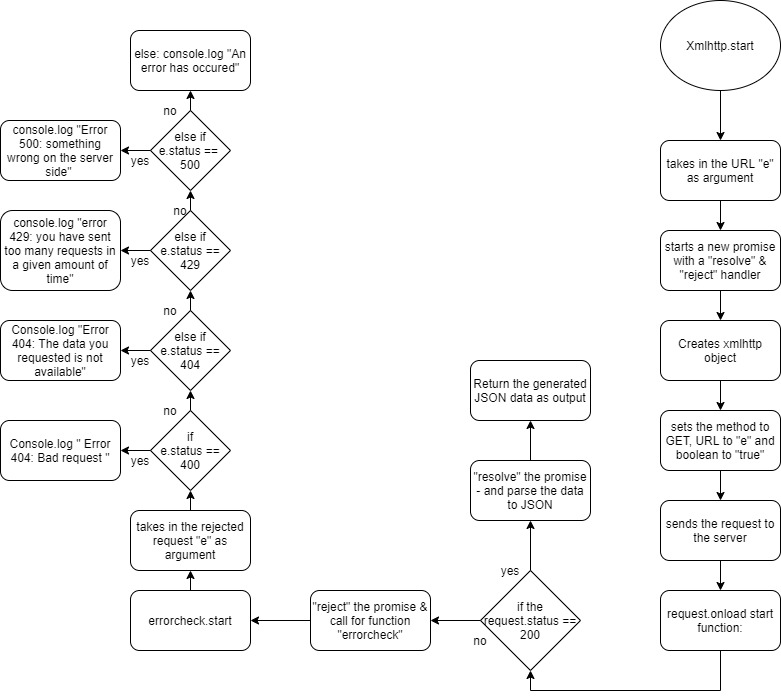 Xmlhttp.start
takes in the URL "e"
as argument
starts a new promise
with a "resolve" &
"reject" handler
Creates xmlhttp
object
sets the method to
GET, URL to "e" and
boolean to "true"
sends the request to
the server
request.onload start
function:
if the
request.status ==
200
yes
no
"resolve" the promise
- and parse the data
to JSON
Return the generated
JSON data as output
"reject" the promise &
call for function
"errorcheck"
errorcheck.start
takes in the rejected
request "e" as
argument
if
e.status ==
400
yes
no
Console.log " Error
404: Bad request "
else if
e.status ==
404
yes
no
Console.log "Error
404: The data you
requested is not
available"
else if
e.status ==
429
yes
no
console.log "error
429: you have sent
too many requests in
a given amount of
time"
else if
e.status ==
500
yes
no
console.log "Error
500: something
wrong on the server
side"
else: console.log "An
error has occured"